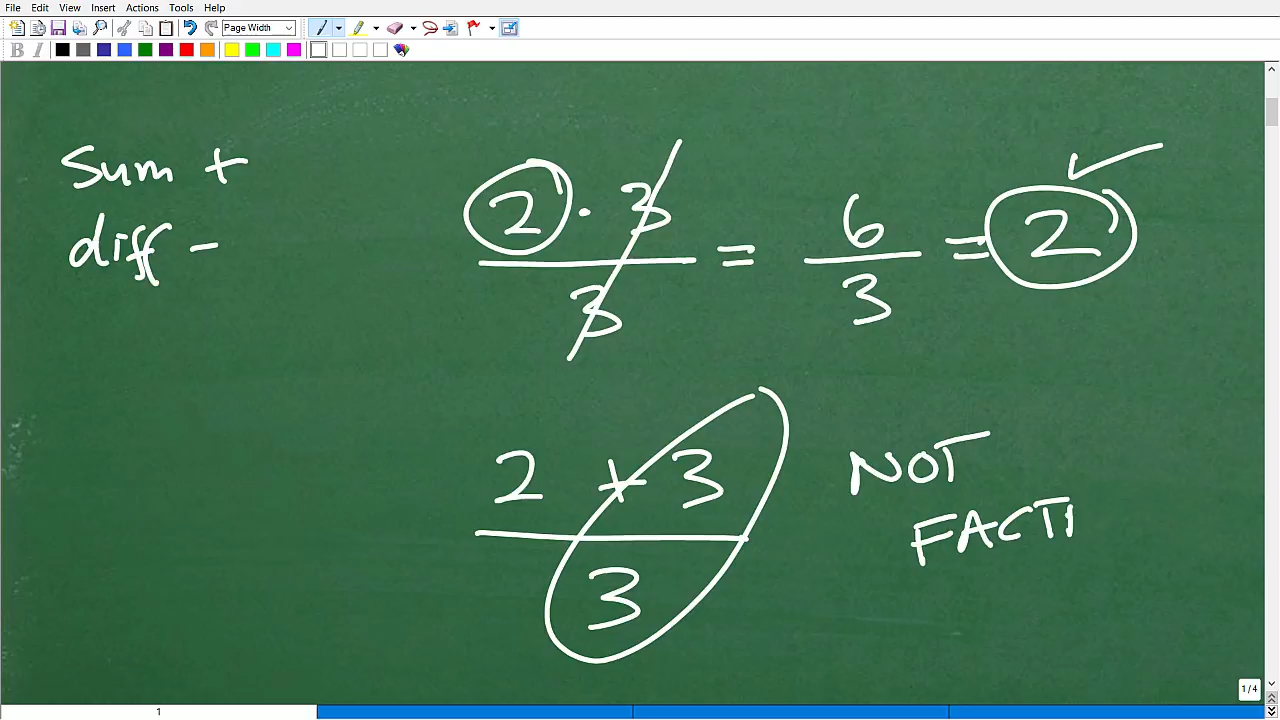 File Edit View Insert Actions Tools Help
Page Width
B I
Sum +
diff -
2 · 3 / 3 = 6 / 3 = 2
2 + 3 / 3
NOT
FACT
1/4
1